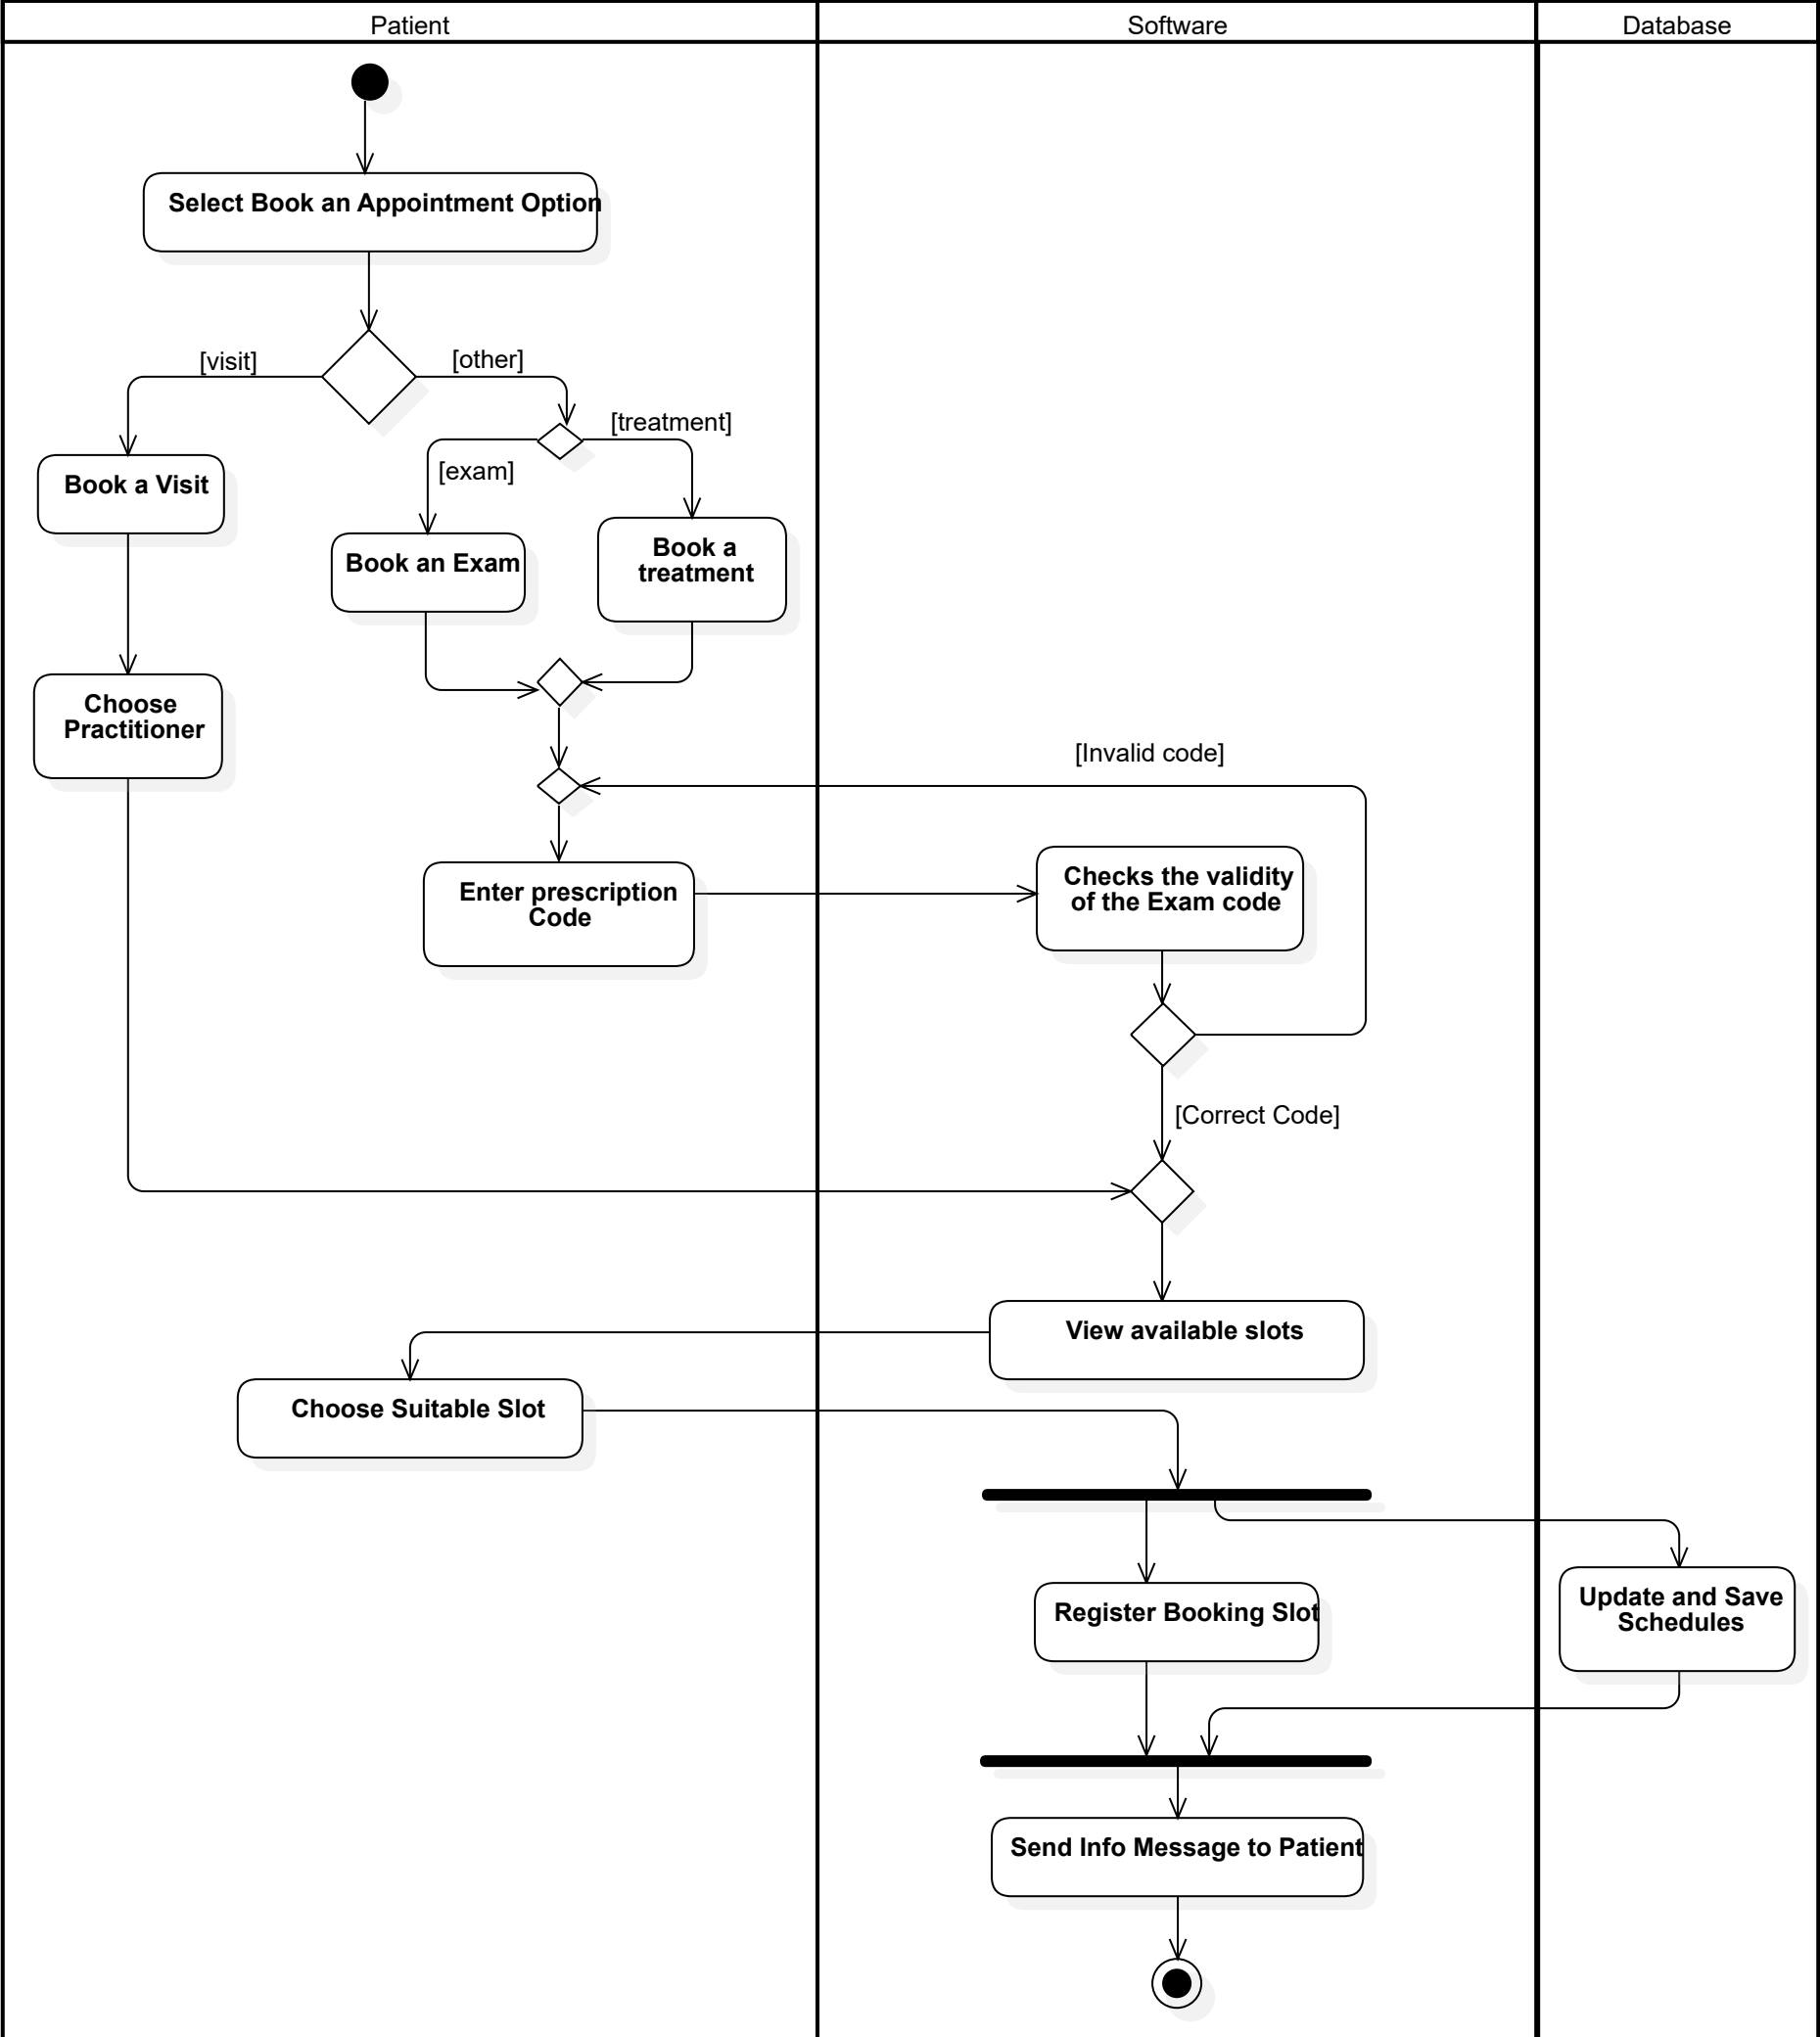 Patient
Software
Database
Select Book an Appointment Option
[visit]
[other]
[treatment]
[exam]
Book a Visit
Book an Exam
Book a
treatment
Choose
Practitioner
[Invalid code]
Enter prescription
Code
Checks the validity
of the Exam code
[Correct Code]
View available slots
Choose Suitable Slot
Register Booking Slot
Update and Save
Schedules
Send Info Message to Patient